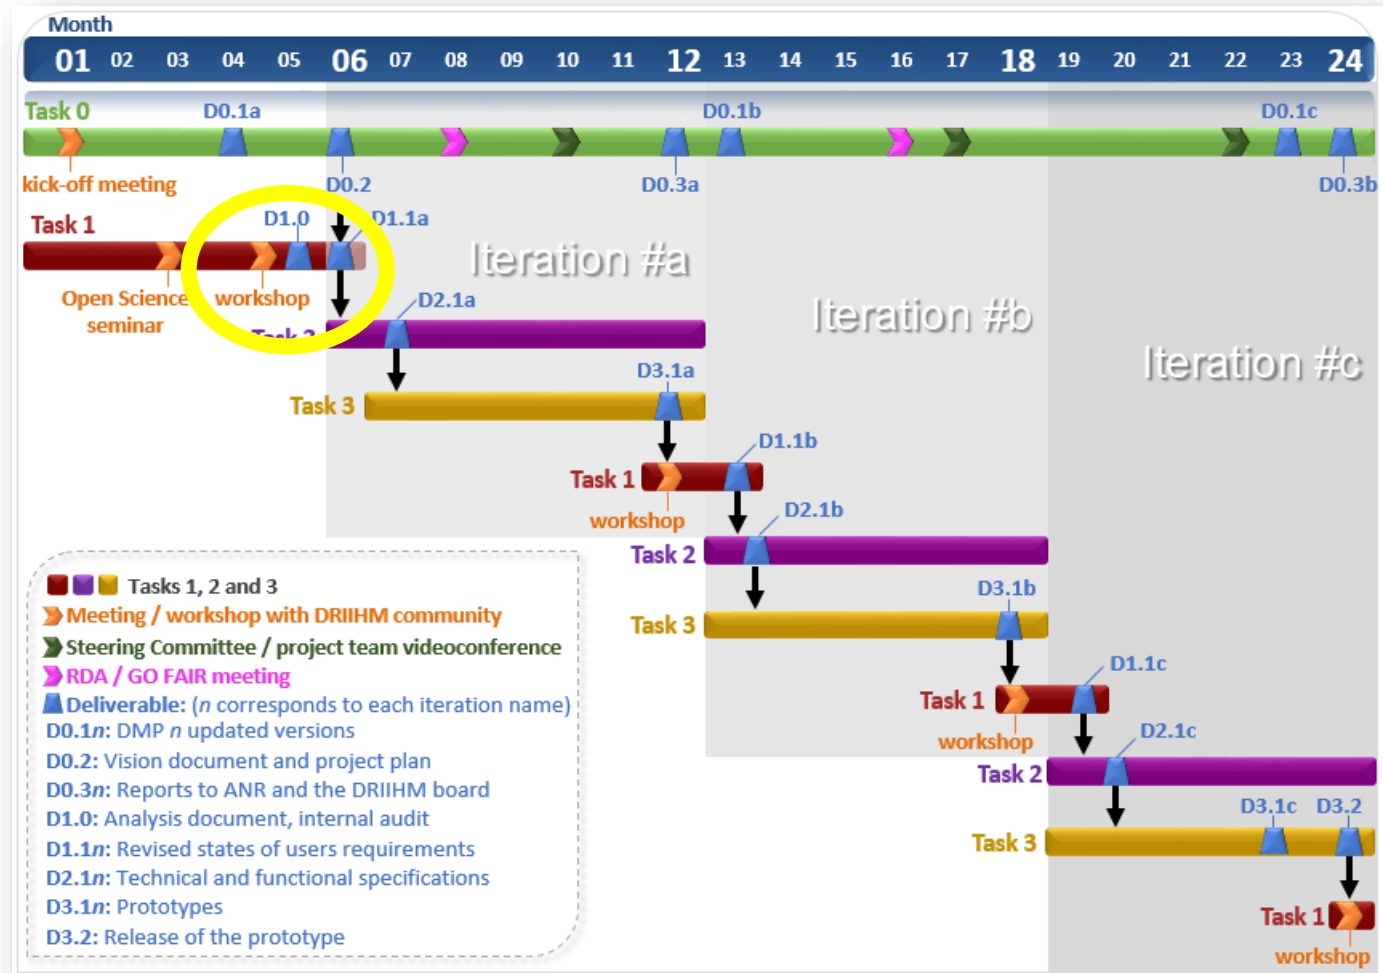 Month
01 02 03 04 05 06 07 08 09 10 11 12 13 14 15 16 17 18 19 20 21 22 23 24
Task 0
D0.1a
D0.1b
D0.1c
kick-off meeting
D0.2
D0.3a
D0.3b
Task 1
D1.0
D1.1a
Iteration #a
Open Science
seminar
workshop
D2.1a
Iteration #b
Task 2
Iteration #c
D3.1a
Task 3
D1.1b
Task 1
workshop
D2.1b
Task 2
D3.1b
Task 3
D1.1c
Task 1
workshop
D2.1c
Task 2
D3.1c
D3.2
Task 3
Task 1
workshop
Tasks 1, 2 and 3
Meeting / workshop with DRIIHM community
Steering Committee / project team videoconference
RDA / GO FAIR meeting
Deliverable: (n corresponds to each iteration name)
D0.1n: DMP n updated versions
D0.2: Vision document and project plan
D0.3n: Reports to ANR and the DRIIHM board
D1.0: Analysis document, internal audit
D1.1n: Revised states of users requirements
D2.1n: Technical and functional specifications
D3.1n: Prototypes
D3.2: Release of the prototype